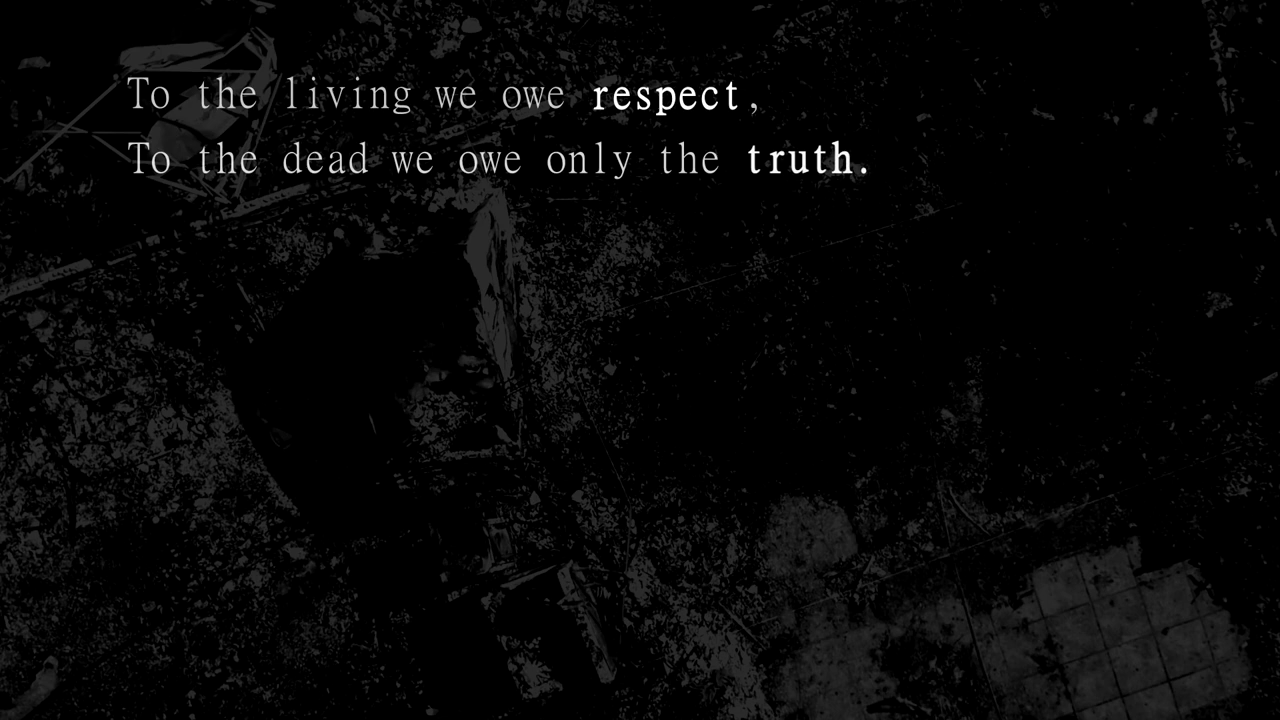 To the living we owe respect,
To the dead we owe only the truth.